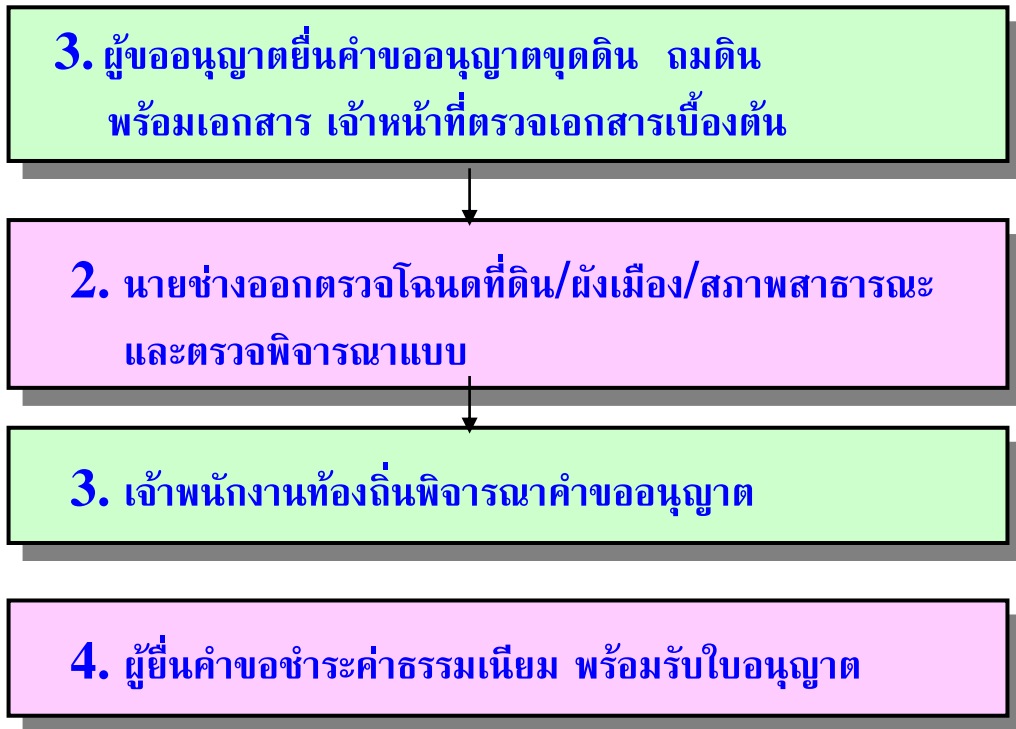 3. ผู้ขออนุญาตยื่นคำขออนุญาตขุดดิน ถมดิน
พร้อมเอกสาร เจ้าหน้าที่ตรวจเอกสารเบื้องต้น
2. นายช่างออกตรวจโฉนดที่ดิน/ผังเมือง/สภาพสาธารณะ
และตรวจพิจารณาแบบ
3. เจ้าพนักงานท้องถิ่นพิจารณาคำขออนุญาต
4. ผู้ยื่นคำขอชำระค่าธรรมเนียม พร้อมรับใบอนุญาต